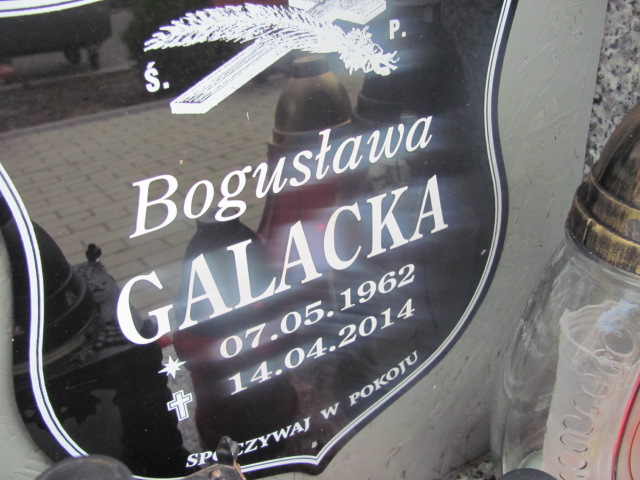 Ś. P.
Bogusława
GALACKA
07.05.1962
14.04.2014
SPOCZYWAJ W POKOJU